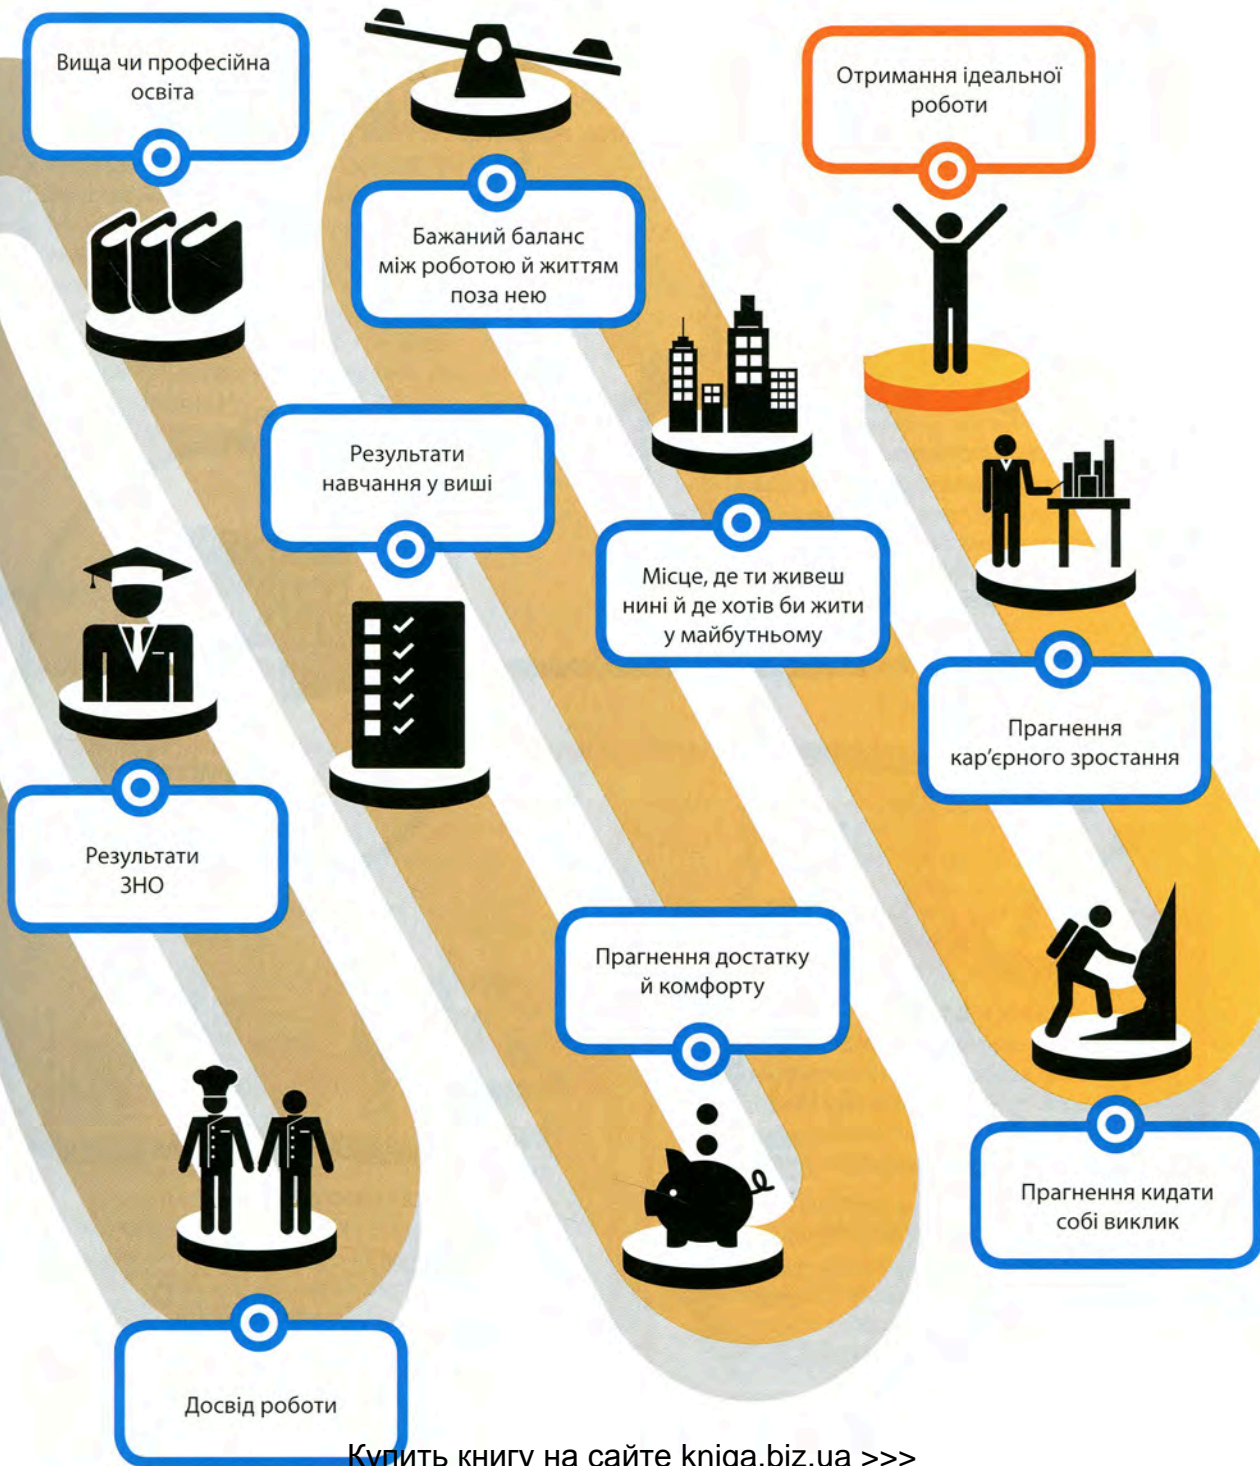 Вища чи професійна
освіта
Бажаний баланс
між роботою й життям
поза нею
Отримання ідеальної
роботи
Результати
навчання у виші
Місце, де ти живеш
нині й де хотів би жити
у майбутньому
Прагнення
кар’єрного зростання
Результати
ЗНО
Прагнення достатку
й комфорту
Прагнення кидати
собі виклик
Досвід роботи
Купить книгу на сайте kniga.biz.ua >>>